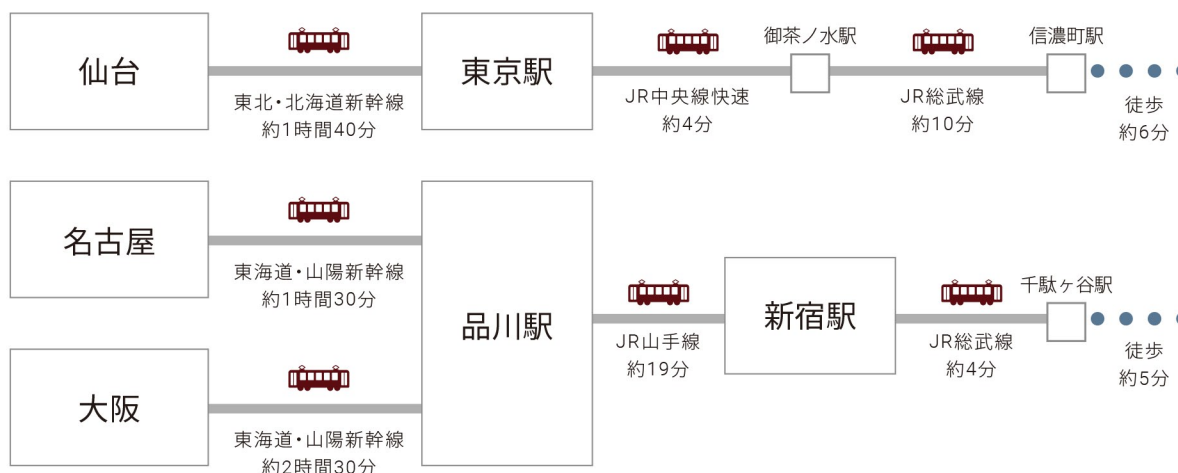 仙台
東北・北海道新幹線
約1時間40分
東京駅
JR中央線快速
約4分
御茶ノ水駅
JR総武線
約10分
信濃町駅
徒歩
約6分
名古屋
東海道・山陽新幹線
約1時間30分
大阪
東海道・山陽新幹線
約2時間30分
品川駅
JR山手線
約19分
新宿駅
JR総武線
約4分
千駄ヶ谷駅
徒歩
約5分